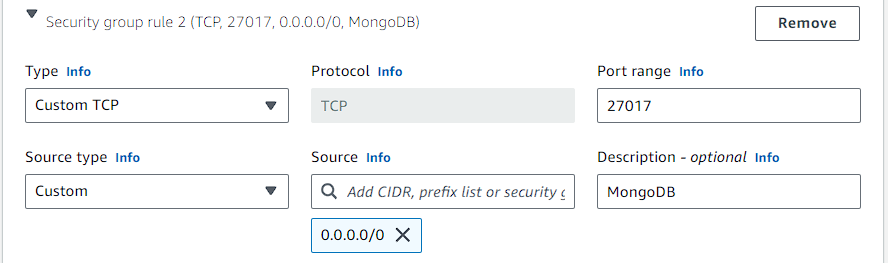 Security group rule 2 (TCP, 27017, 0.0.0.0/0, MongoDB)
Remove
Type Info
Protocol Info
Port range Info
Custom TCP
TCP
27017
Source type Info
Source Info
Description - optional Info
Custom
Add CIDR, prefix list or security g
MongoDB
0.0.0.0/0